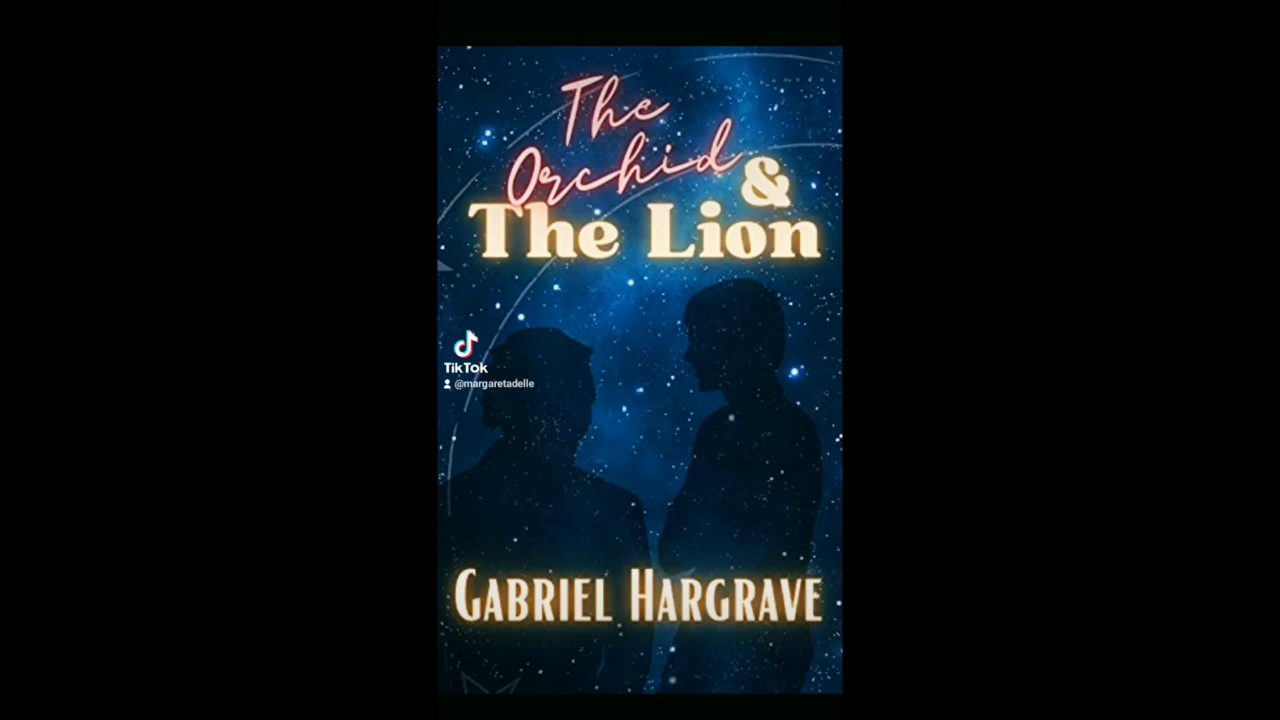 The
Orchid
&
The Lion
TikTok
@margaretadelle
GABRIEL HARGRAVE